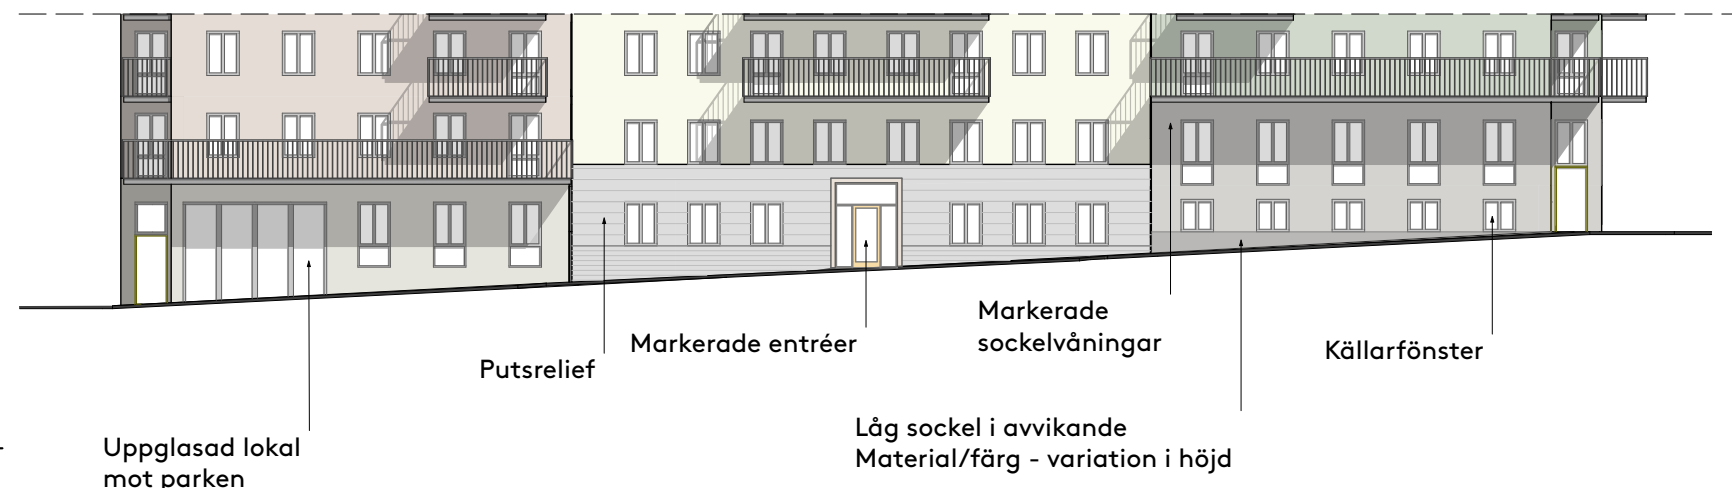 Markerade
sockelvåningar
Markerade entréer
Källarfönster
Putsrelief
Låg sockel i avvikande
Material/färg - variation i höjd
-
Uppglasad lokal
mot parken